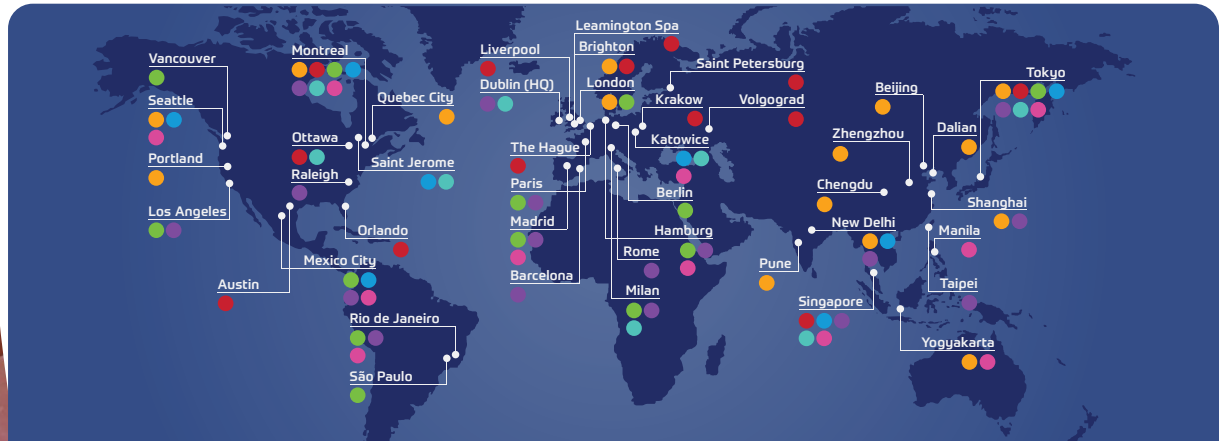 Vancouver
Seattle
Portland
Los Angeles
Montreal
Quebec City
Ottawa
Saint Jerome
Raleigh
Orlando
Mexico City
Austin
Rio de Janeiro
São Paulo
Liverpool
Dublin (HQ)
Leamington Spa
Brighton
London
Saint Petersburg
Krakow
Volgograd
Katowice
The Hague
Paris
Madrid
Barcelona
Berlin
Hamburg
Rome
Milan
Beijing
Tokyo
Zhengzhou
Dalian
Chengdu
Shanghai
New Delhi
Manila
Pune
Taipei
Singapore
Yogyakarta